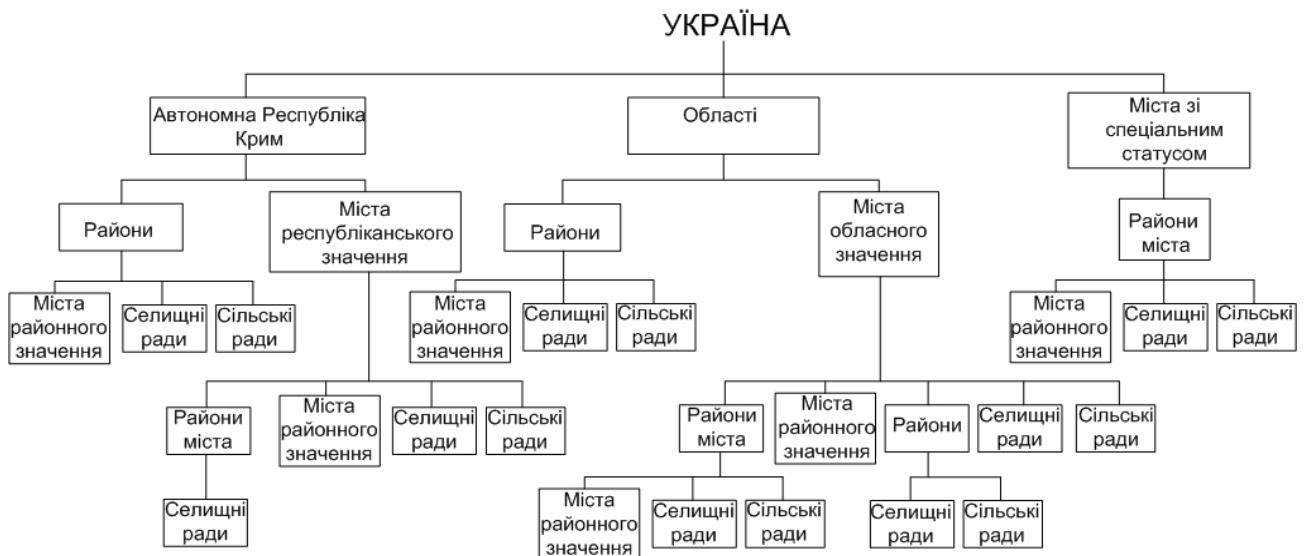 УКРАЇНА
Автономна Республіка
Крим
Області
Міста зі
спеціальним
статусом
Райони
Міста
республіканського
значення
Райони
Міста
обласного
значення
Райони
міста
Міста
районного
значення
Селищні
ради
Сільські
ради
Міста
районного
значення
Селищні
ради
Сільські
ради
Міста
районного
значення
Селищні
ради
Сільські
ради
Райони
міста
Міста
районного
значення
Селищні
ради
Сільські
ради
Райони
міста
Міста
районного
значення
Райони
Селищні
ради
Сільські
ради
Селищні
ради
Міста
районного
значення
Селищні
ради
Сільські
ради
Селищні
ради
Сільські
ради